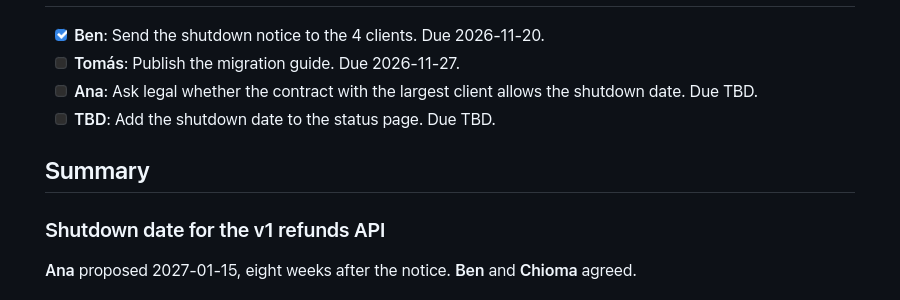 Ben: Send the shutdown notice to the 4 clients. Due 2026-11-20.
Tomás: Publish the migration guide. Due 2026-11-27.
Ana: Ask legal whether the contract with the largest client allows the shutdown date. Due TBD.
TBD: Add the shutdown date to the status page. Due TBD.
Summary
Shutdown date for the v1 refunds API
Ana proposed 2027-01-15, eight weeks after the notice. Ben and Chioma agreed.